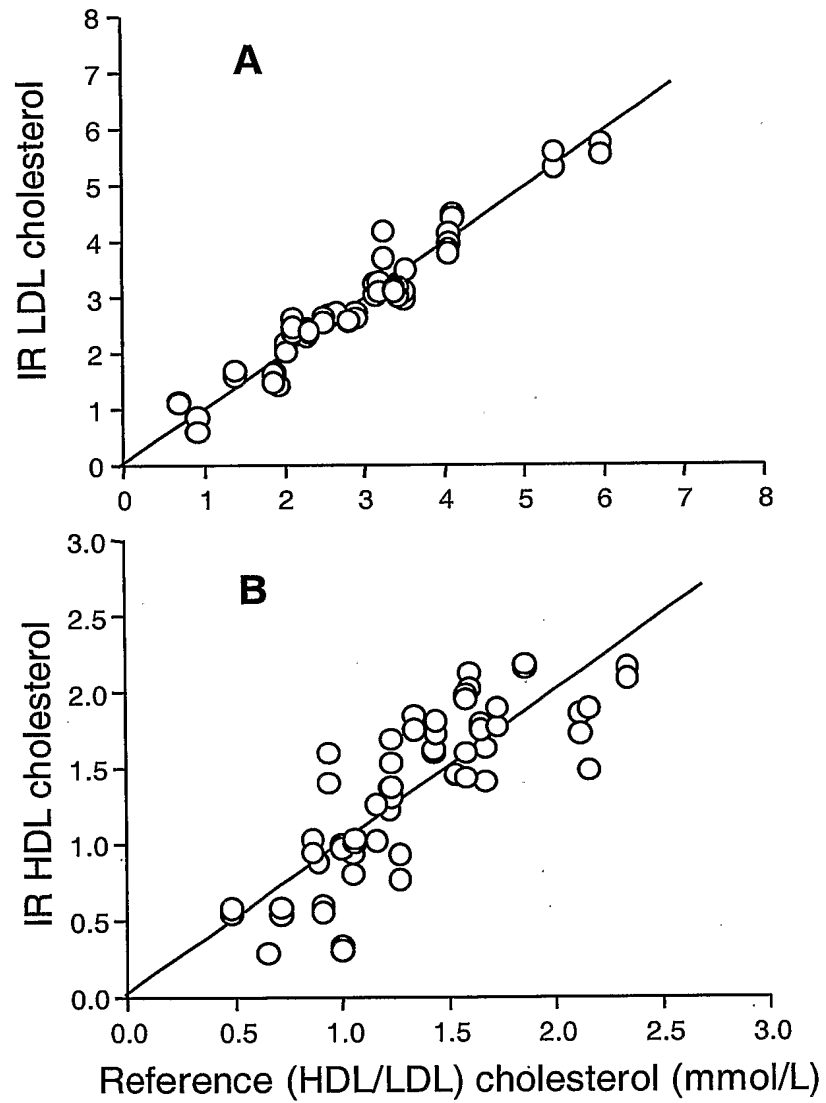 A
IR LDL cholesterol
8
7
6
5
4
3
2
1
0
0 1 2 3 4 5 6 7 8
B
IR HDL cholesterol
3.0
2.5
2.0
1.5
1.0
0.5
0.0
0.0 0.5 1.0 1.5 2.0 2.5 3.0
Reference (HDL/LDL) cholesterol (mmol/L)